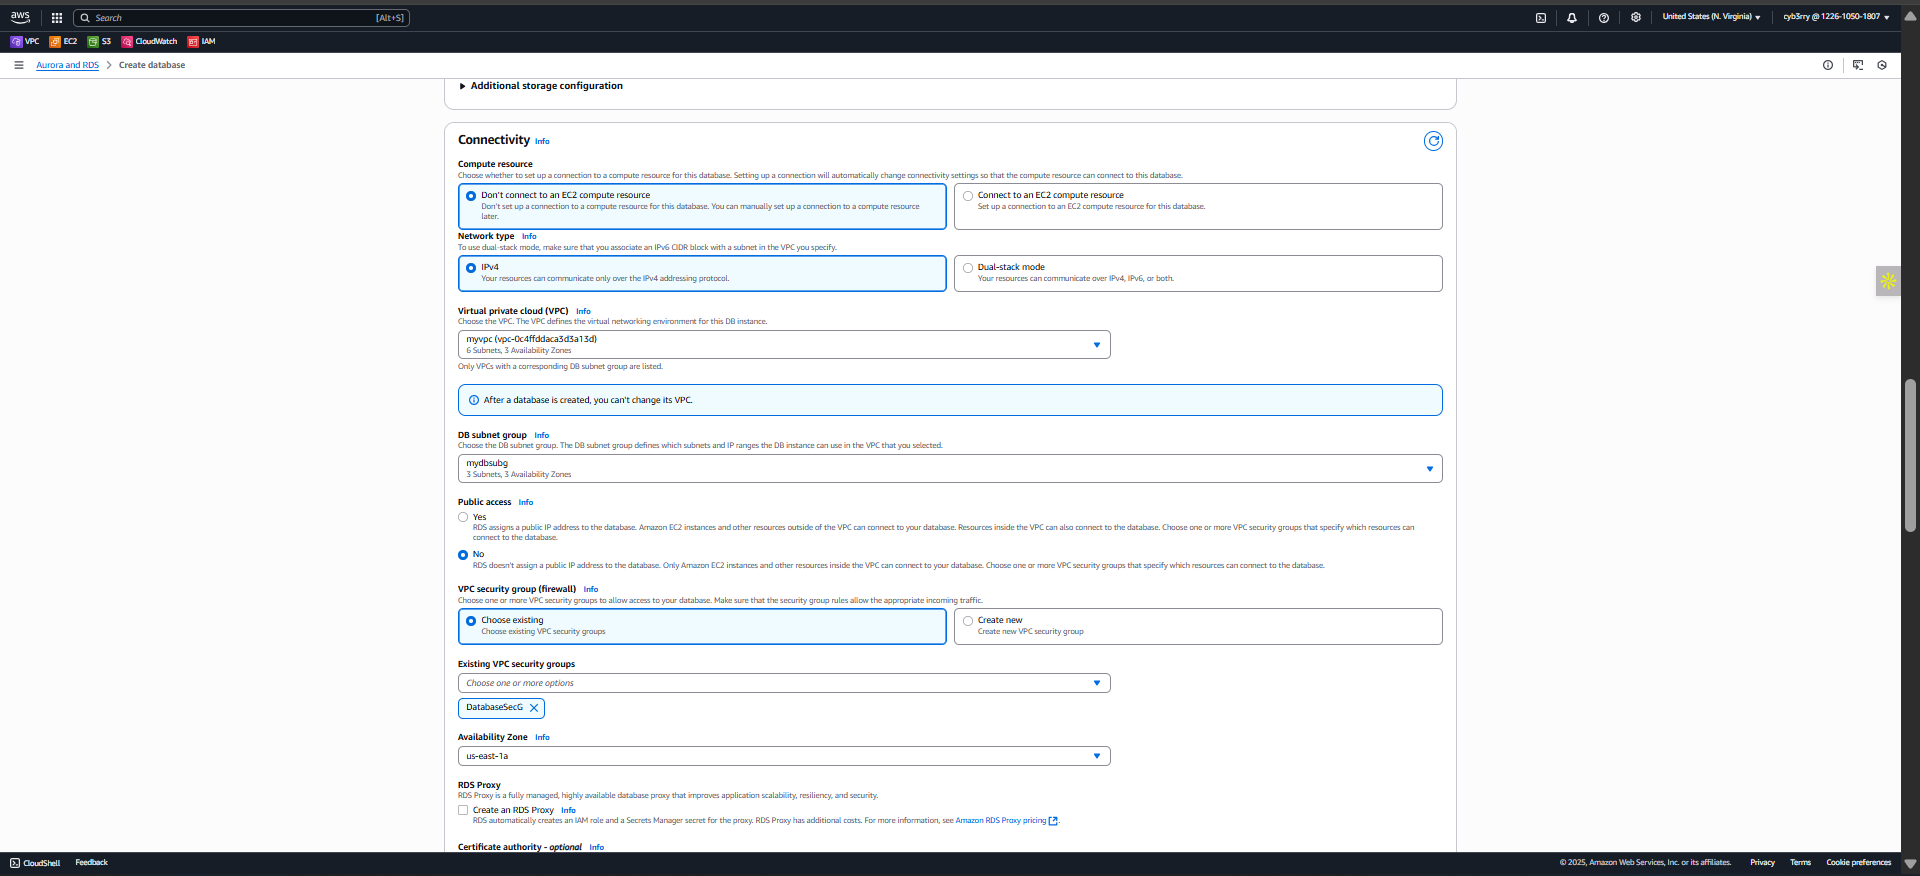 aws
Search [Alt+S]
United States (N. Virginia) cyb3rry @ 1226-1050-1807
VPC EC2 S3 CloudWatch IAM
Aurora and RDS > Create database
Additional storage configuration
Connectivity Info
Compute resource
Choose whether to set up a connection to a compute resource for this database. Setting up a connection will automatically change connectivity settings so that the compute resource can connect to this database.
Don't connect to an EC2 compute resource
Don't set up a connection to a compute resource for this database. You can manually set up a connection to a compute resource
later.
Connect to an EC2 compute resource
Set up a connection to an EC2 compute resource for this database.
Network type Info
To use dual-stack mode, make sure that you associate an IPv6 CIDR block with a subnet in the VPC you specify.
IPv4
Your resources can communicate only over the IPv4 addressing protocol.
Dual-stack mode
Your resources can communicate over IPv4, IPv6, or both.
Virtual private cloud (VPC) Info
Choose the VPC. The VPC defines the virtual networking environment for this DB instance.
myvpc (vpc-0c4ffddaca3d3a13d)
6 Subnets, 3 Availability Zones
Only VPCs with a corresponding DB subnet group are listed.
After a database is created, you can't change its VPC.
DB subnet group Info
Choose the DB subnet group. The DB subnet group defines which subnets and IP ranges the DB instance can use in the VPC that you selected.
mydbsubg
3 Subnets, 3 Availability Zones
Public access Info
Yes
RDS assigns a public IP address to the database. Amazon EC2 instances and other resources outside of the VPC can connect to your database. Resources inside the VPC can also connect to the database. Choose one or more VPC security groups that specify which resources can
connect to the database.
No
RDS doesn't assign a public IP address to the database. Only Amazon EC2 instances and other resources inside the VPC can connect to your database. Choose one or more VPC security groups that specify which resources can connect to the database.
VPC security group (firewall) Info
Choose one or more VPC security groups to allow access to your database. Make sure that the security group rules allow the appropriate incoming traffic.
Choose existing
Choose existing VPC security groups
Create new
Create new VPC security group
Existing VPC security groups
Choose one or more options
DatabaseSecG
Availability Zone Info
us-east-1a
RDS Proxy
RDS Proxy is a fully managed, highly available database proxy that improves application scalability, resiliency, and security.
Create an RDS Proxy Info
RDS automatically creates an IAM role and a Secrets Manager secret for the proxy. RDS Proxy has additional costs. For more information, see Amazon RDS Proxy pricing.
Certificate authority - optional Info
CloudShell Feedback
© 2025, Amazon Web Services, Inc. or its affiliates. Privacy Terms Cookie preferences